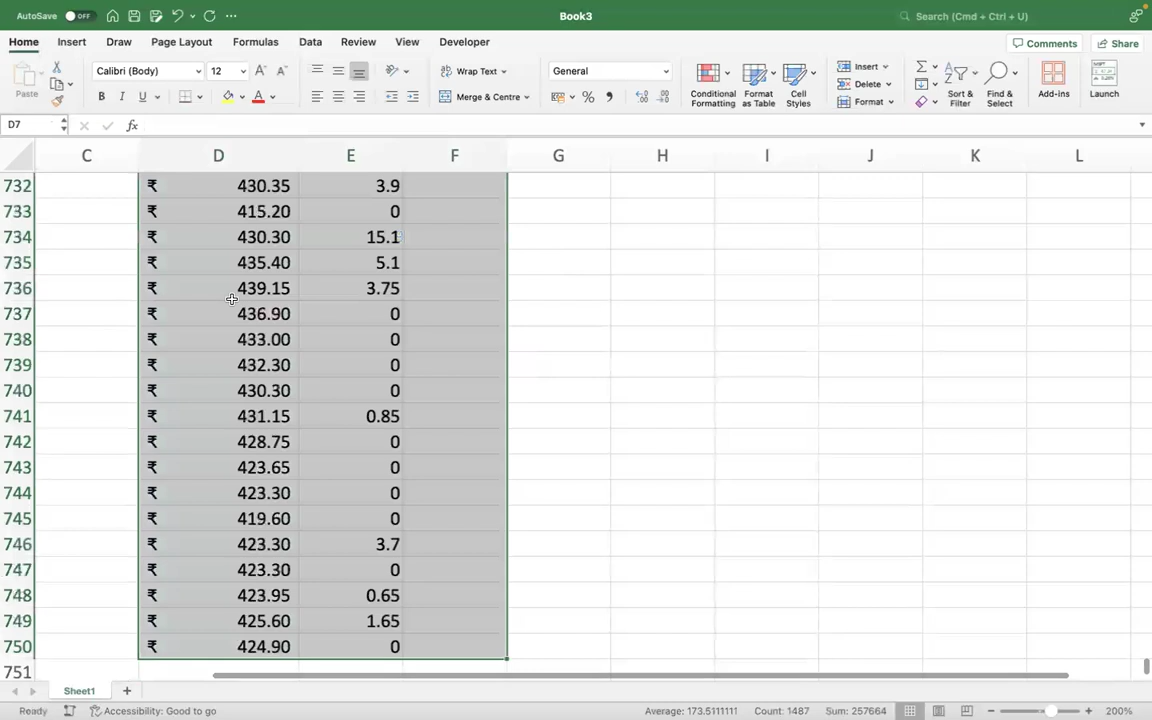 AutoSave OFF Book3 Search (Cmd + Ctrl + U)
Home Insert Draw Page Layout Formulas Data Review View Developer Comments Share
Paste Calibri (Body) 12 A A Wrap Text General Conditional Formatting Format as Table Cell Styles Insert Delete Format Sort & Filter Find & Select Add-ins Launch
B I U A Merge & Centre % ,
D7 fx
C D E F G H I J K L
732 ₹ 430.35 3.9
733 ₹ 415.20 0
734 ₹ 430.30 15.1
735 ₹ 435.40 5.1
736 ₹ 439.15 3.75
737 ₹ 436.90 0
738 ₹ 433.00 0
739 ₹ 432.30 0
740 ₹ 430.30 0
741 ₹ 431.15 0.85
742 ₹ 428.75 0
743 ₹ 423.65 0
744 ₹ 423.30 0
745 ₹ 419.60 0
746 ₹ 423.30 3.7
747 ₹ 423.30 0
748 ₹ 423.95 0.65
749 ₹ 425.60 1.65
750 ₹ 424.90 0
751
Sheet1
Ready Accessibility: Good to go Average: 173.5111111 Count: 1487 Sum: 257664 200%